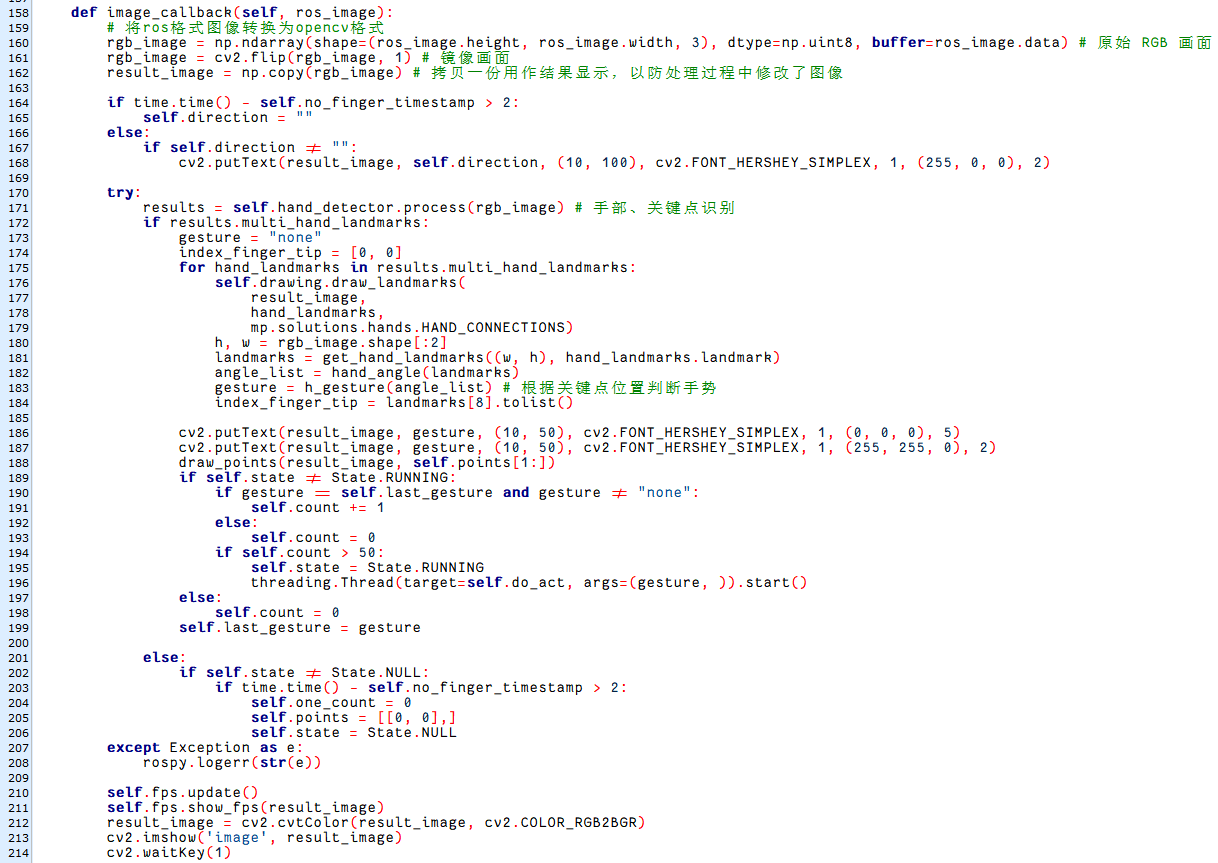 158 def image_callback(self, ros_image):
159 # 将ros格式图像转换为opencv格式
160 rgb_image = np.ndarray(shape=(ros_image.height, ros_image.width, 3), dtype=np.uint8, buffer=ros_image.data) # 原始 RGB 画面
161 rgb_image = cv2.flip(rgb_image, 1) # 镜像画面
162 result_image = np.copy(rgb_image) # 拷贝一份用作结果显示，以防处理过程中修改了图像
163
164 if time.time() - self.no_finger_timestamp > 2:
165 self.direction = ""
166 else:
167 if self.direction ≠ "":
168 cv2.putText(result_image, self.direction, (10, 100), cv2.FONT_HERSHEY_SIMPLEX, 1, (255, 0, 0), 2)
169
170 try:
171 results = self.hand_detector.process(rgb_image) # 手部、关键点识别
172 if results.multi_hand_landmarks:
173 gesture = "none"
174 index_finger_tip = [0, 0]
175 for hand_landmarks in results.multi_hand_landmarks:
176 self.drawing.draw_landmarks(
177 result_image,
178 hand_landmarks,
179 mp.solutions.hands.HAND_CONNECTIONS)
180 h, w = rgb_image.shape[:2]
181 landmarks = get_hand_landmarks((w, h), hand_landmarks.landmark)
182 angle_list = hand_angle(landmarks)
183 gesture = h_gesture(angle_list) # 根据关键点位置判断手势
184 index_finger_tip = landmarks[8].tolist()
185
186 cv2.putText(result_image, gesture, (10, 50), cv2.FONT_HERSHEY_SIMPLEX, 1, (0, 0, 0), 5)
187 cv2.putText(result_image, gesture, (10, 50), cv2.FONT_HERSHEY_SIMPLEX, 1, (255, 255, 0), 2)
188 draw_points(result_image, self.points[1:])
189 if self.state ≠ State.RUNNING:
190 if gesture == self.last_gesture and gesture ≠ "none":
191 self.count += 1
192 else:
193 self.count = 0
194 if self.count > 50:
195 self.state = State.RUNNING
196 threading.Thread(target=self.do_act, args=(gesture, )).start()
197 else:
198 self.count = 0
199 self.last_gesture = gesture
200
201 else:
202 if self.state ≠ State.NULL:
203 if time.time() - self.no_finger_timestamp > 2:
204 self.one_count = 0
205 self.points = [[0, 0],]
206 self.state = State.NULL
207 except Exception as e:
208 rospy.logerr(str(e))
209
210 self.fps.update()
211 self.fps.show_fps(result_image)
212 result_image = cv2.cvtColor(result_image, cv2.COLOR_RGB2BGR)
213 cv2.imshow('image', result_image)
214 cv2.waitKey(1)